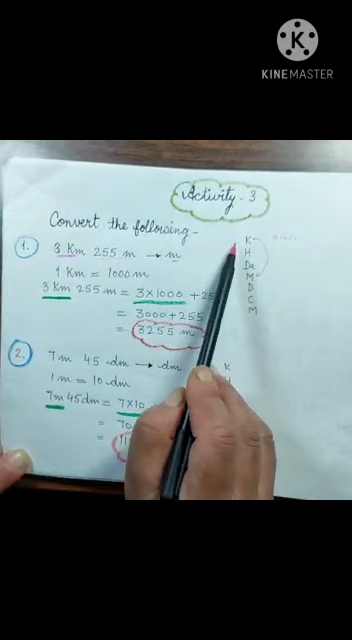 K
KINEMASTER
Activity - 3
Convert the following -
1. 3 Km 255 m → m
1 Km = 1000 m
3 Km 255 m = 3×1000 + 25
= 3000 + 255
= 3255 m
K
H
Da
M
D
C
M
2. 7m 45 dm → dm
1 m = 10 dm
7m 45 dm = 7×10
= 70
=
K
H